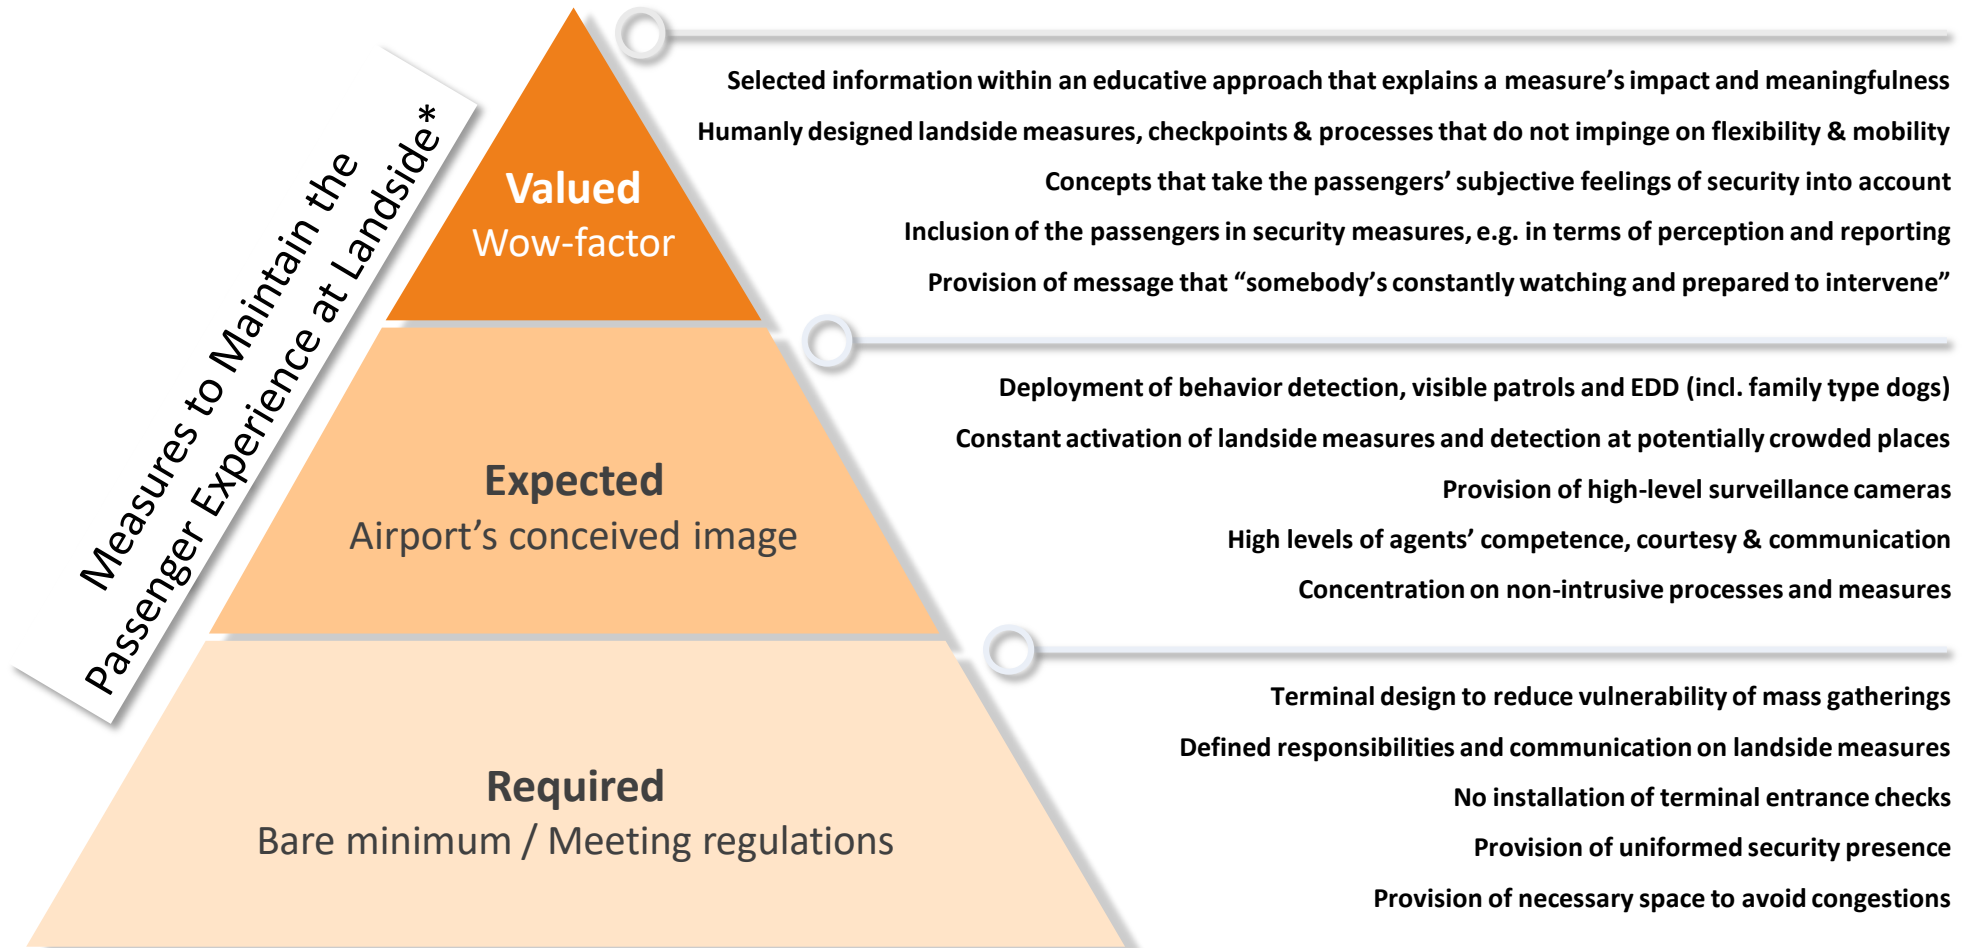 Measures to Maintain the
Passenger Experience at Landside*
Valued
Wow-factor
Selected information within an educative approach that explains a measure’s impact and meaningfulness
Humanly designed landside measures, checkpoints & processes that do not impinge on flexibility & mobility
Concepts that take the passengers’ subjective feelings of security into account
Inclusion of the passengers in security measures, e.g. in terms of perception and reporting
Provision of message that “somebody’s constantly watching and prepared to intervene”
Expected
Airport’s conceived image
Deployment of behavior detection, visible patrols and EDD (incl. family type dogs)
Constant activation of landside measures and detection at potentially crowded places
Provision of high-level surveillance cameras
High levels of agents’ competence, courtesy & communication
Concentration on non-intrusive processes and measures
Required
Bare minimum / Meeting regulations
Terminal design to reduce vulnerability of mass gatherings
Defined responsibilities and communication on landside measures
No installation of terminal entrance checks
Provision of uniformed security presence
Provision of necessary space to avoid congestions